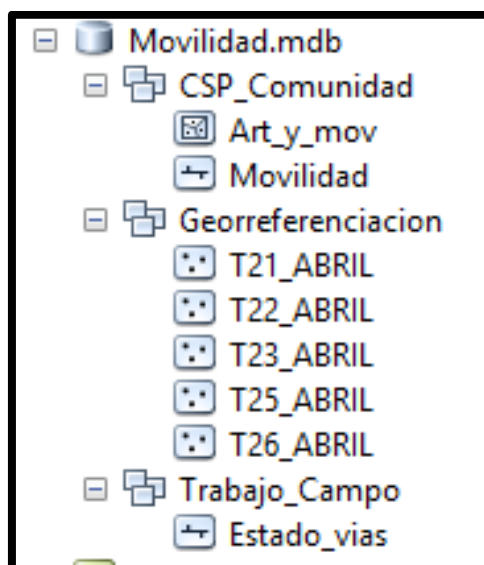 Movilidad.mdb
CSP_Comunidad
Art_y_mov
Movilidad
Georreferenciacion
T21_ABRIL
T22_ABRIL
T23_ABRIL
T25_ABRIL
T26_ABRIL
Trabajo_Campo
Estado_vias